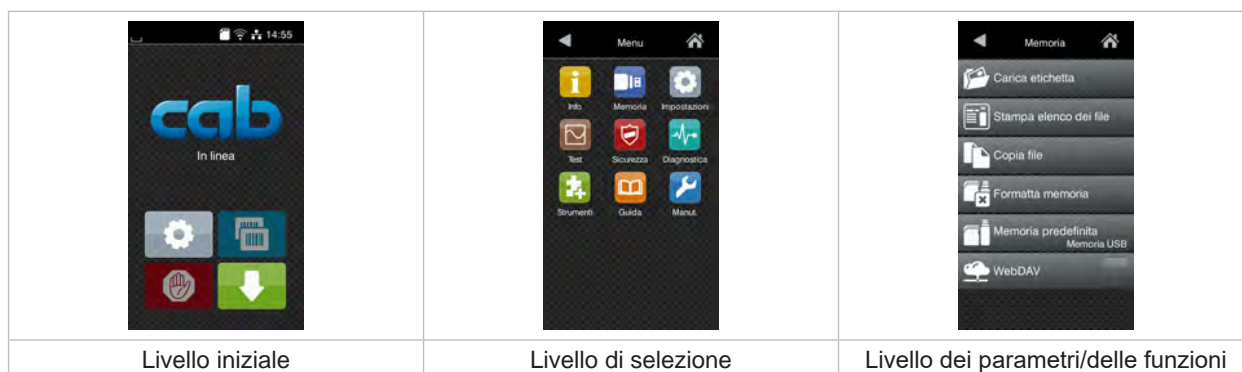 14:55
cab
In linea
Menu
Info Memoria Impostazioni
Test Sicurezza Diagnostica
Strumenti Guida Manut.
Memoria
Carica etichetta
Stampa elenco dei file
Copia file
Formatta memoria
Memoria predefinita
Memoria USB
WebDAV
Livello iniziale
Livello di selezione
Livello dei parametri/delle funzioni